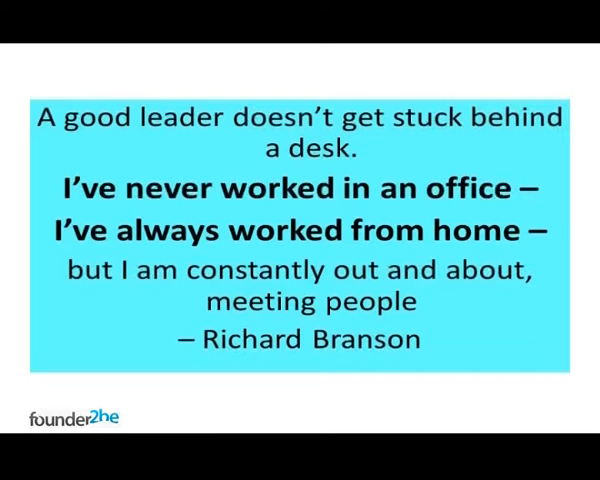 A good leader doesn’t get stuck behind
a desk.
I’ve never worked in an office –
I’ve always worked from home –
but I am constantly out and about,
meeting people
– Richard Branson
founder2be